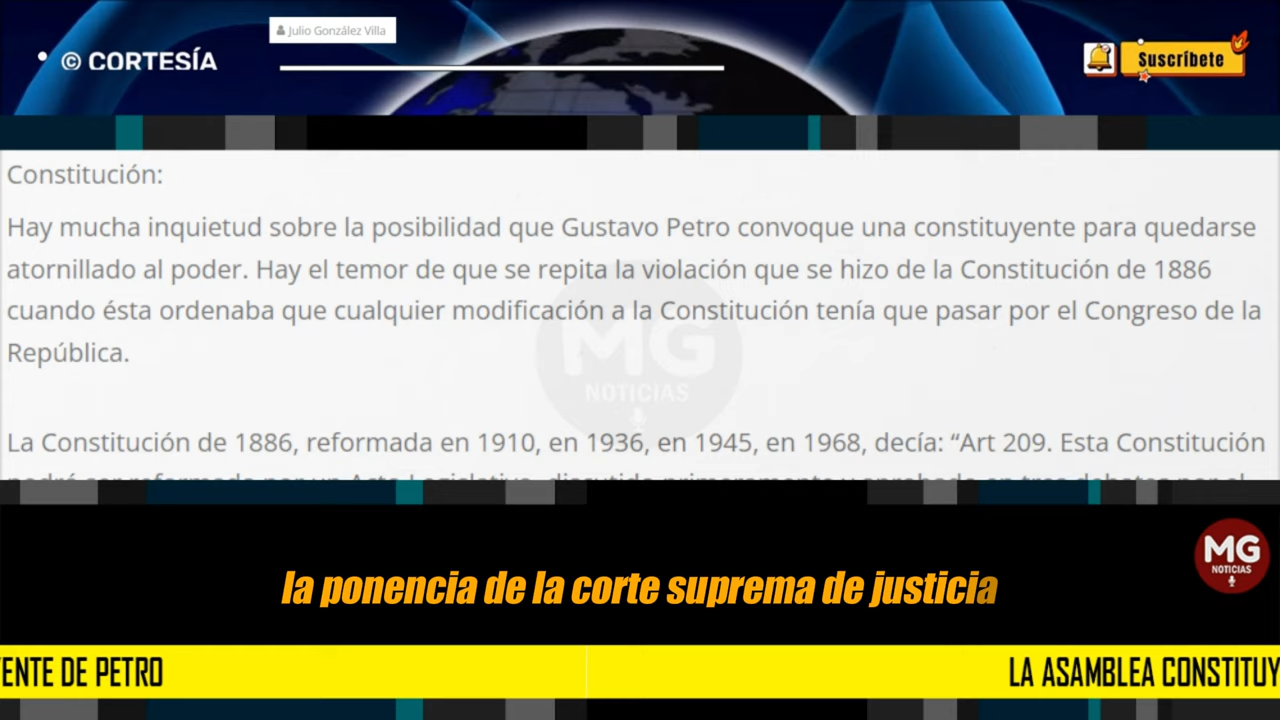 Julio González Villa
© CORTESÍA
Suscríbete
Constitución:
Hay mucha inquietud sobre la posibilidad que Gustavo Petro convoque una constituyente para quedarse
atornillado al poder. Hay el temor de que se repita la violación que se hizo de la Constitución de 1886
cuando ésta ordenaba que cualquier modificación a la Constitución tenía que pasar por el Congreso de la
República.
MG
NOTICIAS
La Constitución de 1886, reformada en 1910, en 1936, en 1945, en 1968, decía: “Art 209. Esta Constitución
MG
NOTICIAS
la ponencia de la corte suprema de justicia
ENTE DE PETRO
LA ASAMBLEA CONSTITUY